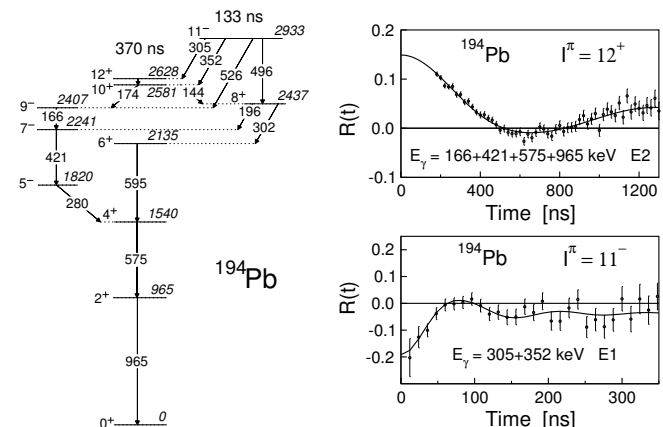 133 ns
370 ns
11⁻ 2933
305
352
12⁺ 2628
10⁺ 2581
174
144
526
496
9⁻ 2407
8⁺ 2437
166
196
7⁻ 2241
302
6⁺ 2135
421
595
5⁻ 1820
280
4⁺ 1540
575
¹⁹⁴Pb
2⁺ 965
965
0⁺ 0
¹⁹⁴Pb I^π = 12⁺
R(t)
0.2
0.1
0.0
-0.1
E_γ = 166+421+575+965 keV E2
0 400 800 1200
Time [ns]
¹⁹⁴Pb I^π = 11⁻
R(t)
0.2
0.1
0.0
-0.1
-0.2
E_γ = 305+352 keV E1
0 100 200 300
Time [ns]